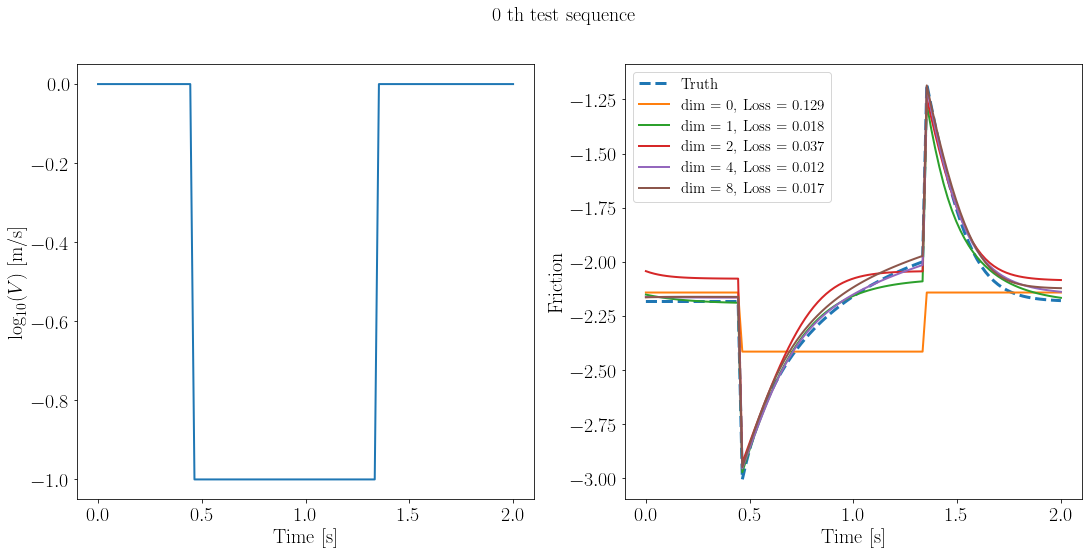 0 th test sequence
0.0
−0.2
−0.4
−0.6
−0.8
−1.0
log10(V) [m/s]
0.0 0.5 1.0 1.5 2.0
Time [s]
Truth
dim = 0, Loss = 0.129
dim = 1, Loss = 0.018
dim = 2, Loss = 0.037
dim = 4, Loss = 0.012
dim = 8, Loss = 0.017
−1.25
−1.50
−1.75
−2.00
−2.25
−2.50
−2.75
−3.00
Friction
0.0 0.5 1.0 1.5 2.0
Time [s]